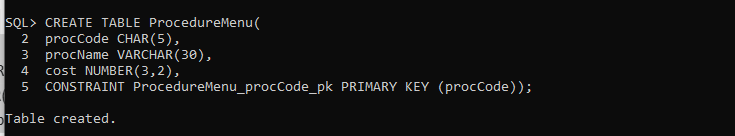 SQL> CREATE TABLE ProcedureMenu(
2 procCode CHAR(5),
3 procName VARCHAR(30),
4 cost NUMBER(3,2),
5 CONSTRAINT ProcedureMenu_procCode_pk PRIMARY KEY (procCode));
Table created.